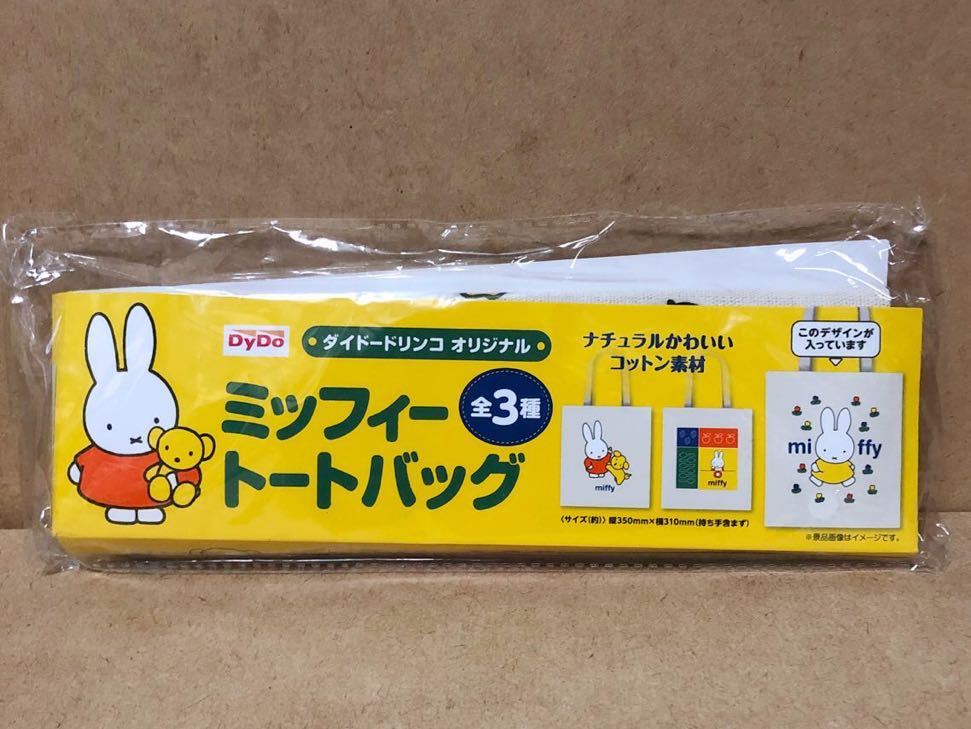 DyDo
ダイドードリンコ オリジナル
ミッフィー
トートバッグ
全3種
ナチュラルかわいい
コットン素材
miffy
miffy
〈サイズ(約)〉縦350mm×横310mm(持ち手含まず)
このデザインが
入っています
miffy
※景品画像はイメージです。